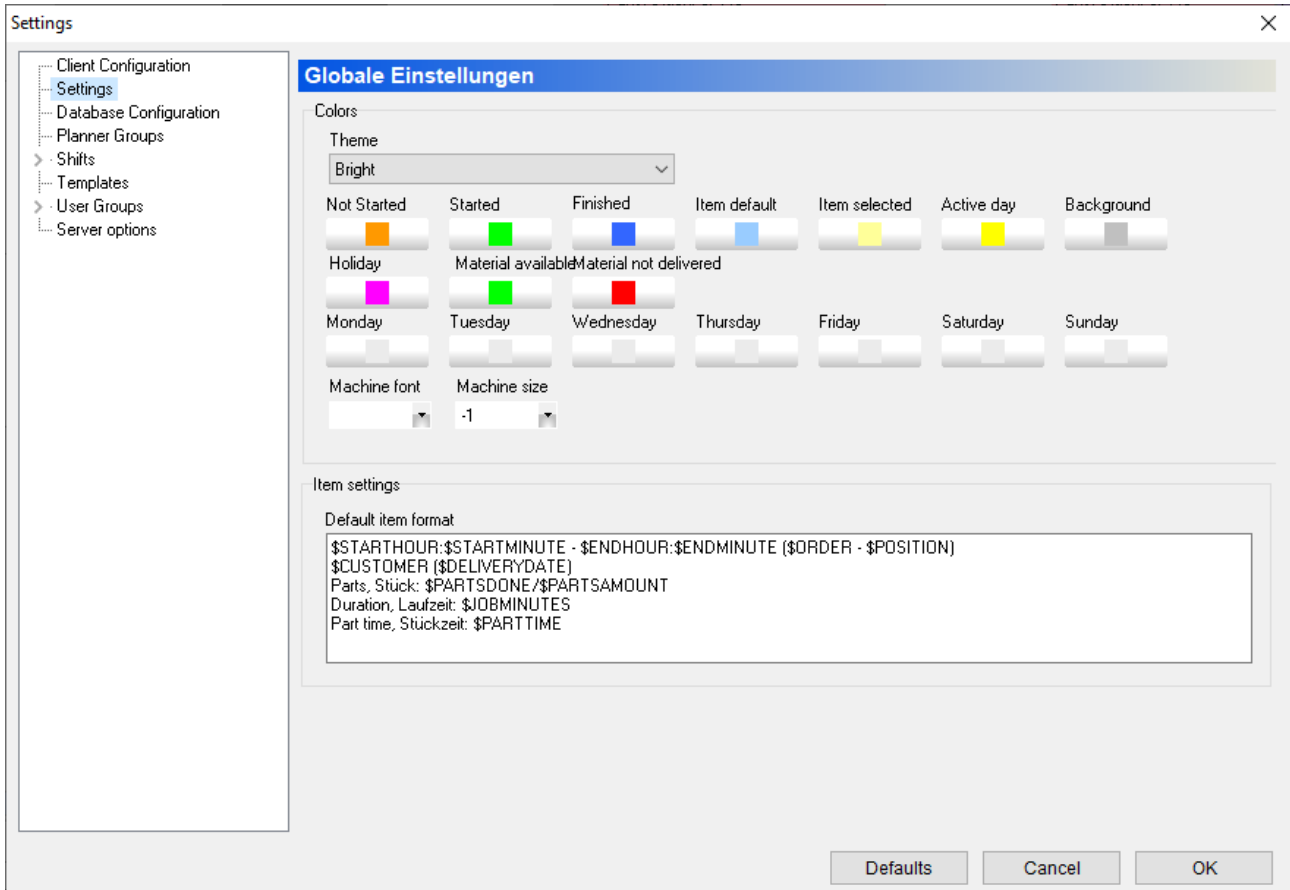 Settings
Client Configuration
Settings
Database Configuration
Planner Groups
Shifts
Templates
User Groups
Server options
Globale Einstellungen
Colors
Theme
Bright
Not Started Started Finished Item default Item selected Active day Background
Holiday Material available Material not delivered
Monday Tuesday Wednesday Thursday Friday Saturday Sunday
Machine font Machine size
-1
Item settings
Default item format
$STARTHOUR:$STARTMINUTE - $ENDHOUR:$ENDMINUTE ($ORDER - $POSITION)
$CUSTOMER ($DELIVERYDATE)
Parts, Stück: $PARTSDONE/$PARTSAMOUNT
Duration, Laufzeit: $JOBMINUTES
Part time, Stückzeit: $PARTTIME
Defaults Cancel OK